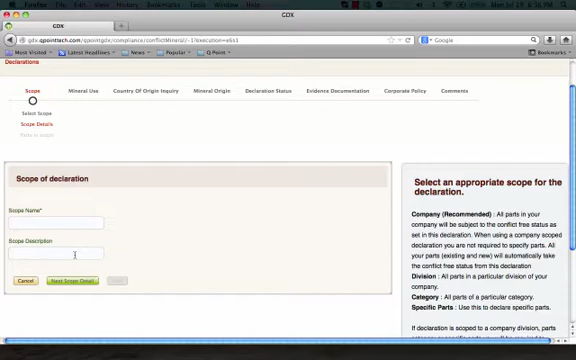 Firefox File Edit View History Bookmarks Tools Window Help
GDX
GDX
Google
Most Visited Latest Headlines News Popular Q Point Bookmarks
Declarations
Scope Mineral Use Country Of Origin Inquiry Mineral Origin Declaration Status Evidence Documentation Corporate Policy Comments
Select Scope
Scope Details
Parts in scope
Scope of declaration
Scope Name*
Scope Description
Cancel Next Scope Detail
Select an appropriate scope for the
declaration.
Company (Recommended) : All parts in your
company will be subject to the conflict free status as
set in this declaration. When using a company scoped
declaration you are not required to specify parts. All
your parts (existing and new) will automatically take
the conflict free status from this declaration
Division : All parts in a particular division of your
company.
Category : All parts of a particular category.
Specific Parts : Use this to declare specific parts.
If declaration is scoped to a company division, parts